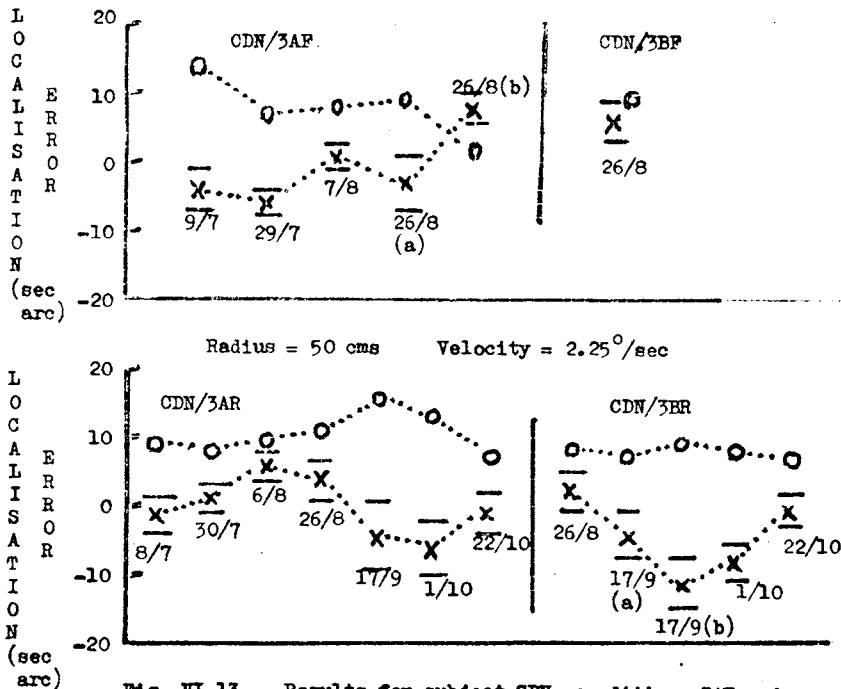 LOCALISATION
ERROR
(sec
arc)
20
10
0
-10
-20
CDN/3AF
CDN/3BF
26/8(b)
9/7
29/7
7/8
26/8
(a)
26/8
Radius = 50 cms Velocity = 2.25°/sec
LOCALISATION
ERROR
(sec
arc)
20
10
0
-10
-20
CDN/3AR
CDN/3BR
8/7
30/7
6/8
26/8
17/9
1/10
22/10
26/8
17/9
(a)
17/9(b)
1/10
22/10
Results for subject CDN